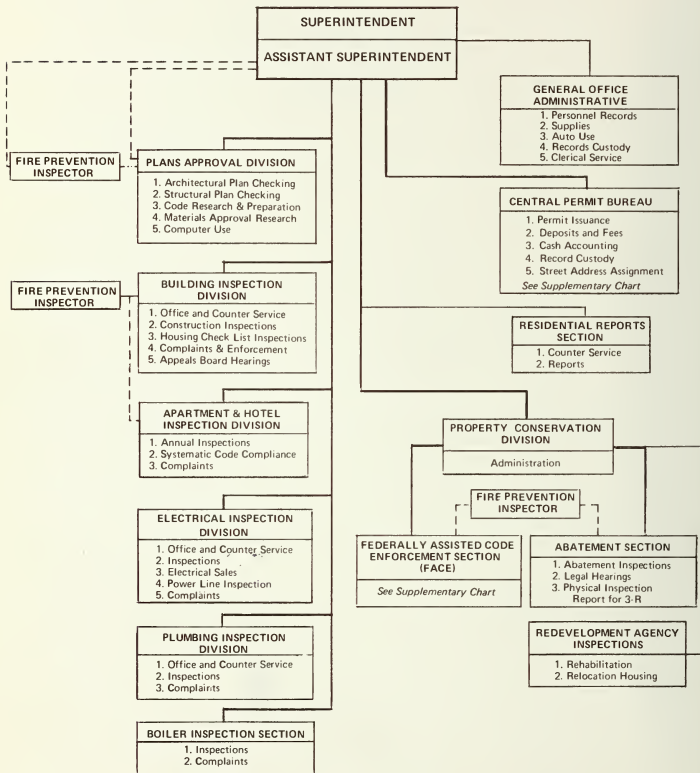 SUPERINTENDENT
ASSISTANT SUPERINTENDENT
GENERAL OFFICE
ADMINISTRATIVE
1. Personnel Records
2. Supplies
3. Auto Use
4. Records Custody
5. Clerical Service
FIRE PREVENTION
INSPECTOR
PLANS APPROVAL DIVISION
1. Architectural Plan Checking
2. Structural Plan Checking
3. Code Research & Preparation
4. Materials Approval Research
5. Computer Use
CENTRAL PERMIT BUREAU
1. Permit Issuance
2. Deposits and Fees
3. Cash Accounting
4. Record Custody
5. Street Address Assignment
See Supplementary Chart
FIRE PREVENTION
INSPECTOR
BUILDING INSPECTION
DIVISION
1. Office and Counter Service
2. Construction Inspections
3. Housing Check List Inspections
4. Complaints & Enforcement
5. Appeals Board Hearings
RESIDENTIAL REPORTS
SECTION
1. Counter Service
2. Reports
APARTMENT & HOTEL
INSPECTION DIVISION
1. Annual Inspections
2. Systematic Code Compliance
3. Complaints
PROPERTY CONSERVATION
DIVISION
Administration
FIRE PREVENTION
INSPECTOR
ELECTRICAL INSPECTION
DIVISION
1. Office and Counter Service
2. Inspections
3. Electrical Sales
4. Power Line Inspection
5. Complaints
FEDERALLY ASSISTED CODE
ENFORCEMENT SECTION
(FACE)
See Supplementary Chart
ABATEMENT SECTION
1. Abatement Inspections
2. Legal Hearings
3. Physical Inspection
Report for 3-R
PLUMBING INSPECTION
DIVISION
1. Office and Counter Service
2. Inspections
3. Complaints
REDEVELOPMENT AGENCY
INSPECTIONS
1. Rehabilitation
2. Relocation Housing
BOILER INSPECTION SECTION
1. Inspections
2. Complaints